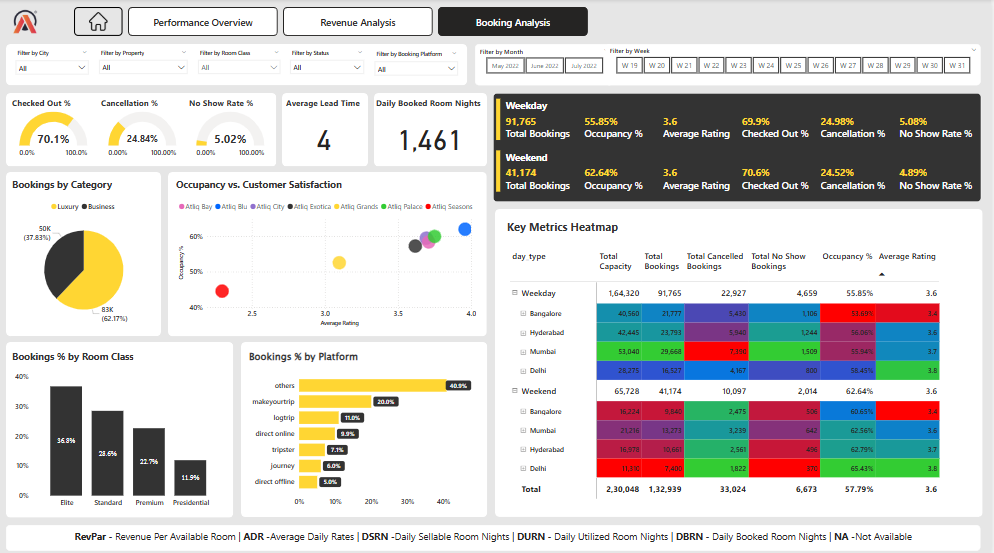 Performance Overview
Revenue Analysis
Booking Analysis
Filter by City
All
Filter by Property
All
Filter by Room Class
All
Filter by Status
All
Filter by Booking Platform
All
Filter by Month
May 2022 June 2022 July 2022
Filter by Week
W 19 W 20 W 21 W 22 W 23 W 24 W 25 W 26 W 27 W 28 W 29 W 30 W 31
Checked Out %
70.1%
0.0% 100.0%
Cancellation %
24.84%
0.0% 100.0%
No Show Rate %
5.02%
0.0% 100.00%
Average Lead Time
4
Daily Booked Room Nights
1,461
Weekday
91,765 55.85% 3.6 69.9% 24.98% 5.08%
Total Bookings Occupancy % Average Rating Checked Out % Cancellation % No Show Rate %
Weekend
41,174 62.64% 3.6 70.6% 24.52% 4.89%
Total Bookings Occupancy % Average Rating Checked Out % Cancellation % No Show Rate %
Bookings by Category
Luxury Business
50K
(37.83%)
83K
(62.17%)
Occupancy vs. Customer Satisfaction
Atliq Bay Atliq Blu Atliq City Atliq Exotica Atliq Grands Atliq Palace Atliq Seasons
Occupancy %
60%
50%
40%
2.5 3.0 3.5 4.0
Average Rating
Key Metrics Heatmap
day_type Total Capacity Total Bookings Total Cancelled Bookings Total No Show Bookings Occupancy % Average Rating
Weekday 1,64,320 91,765 22,927 4,659 55.85% 3.6
Bangalore 40,560 21,777 5,430 1,106 53.69% 3.4
Hyderabad 42,445 23,793 5,940 1,244 56.06% 3.6
Mumbai 53,040 29,668 1,509 55.94% 3.7
Delhi 28,275 16,527 4,167 800 58.45% 3.8
Weekend 65,728 41,174 10,097 2,014 62.64% 3.6
Bangalore 16,224 9,840 2,475 506 60.65% 3.4
Mumbai 21,216 13,273 3,239 642 62.56% 3.6
Hyderabad 16,978 10,661 2,561 496 62.79% 3.7
Delhi 11,310 7,400 1,822 370 65.43% 3.8
Total 2,30,048 1,32,939 33,024 6,673 57.79% 3.6
Bookings % by Room Class
40%
30%
20%
10%
0%
36.8% 28.6% 22.7% 11.9%
Elite Standard Premium Presidential
Bookings % by Platform
others 40.9%
makeyourtrip 20.0%
logtrip 11.0%
direct online 9.9%
tripster 7.1%
journey 6.0%
direct offline 5.0%
0% 10% 20% 30% 40%
RevPar - Revenue Per Available Room | ADR -Average Daily Rates | DSRN -Daily Sellable Room Nights | DURN - Daily Utilized Room Nights | DBRN - Daily Booked Room Nights | NA -Not Available